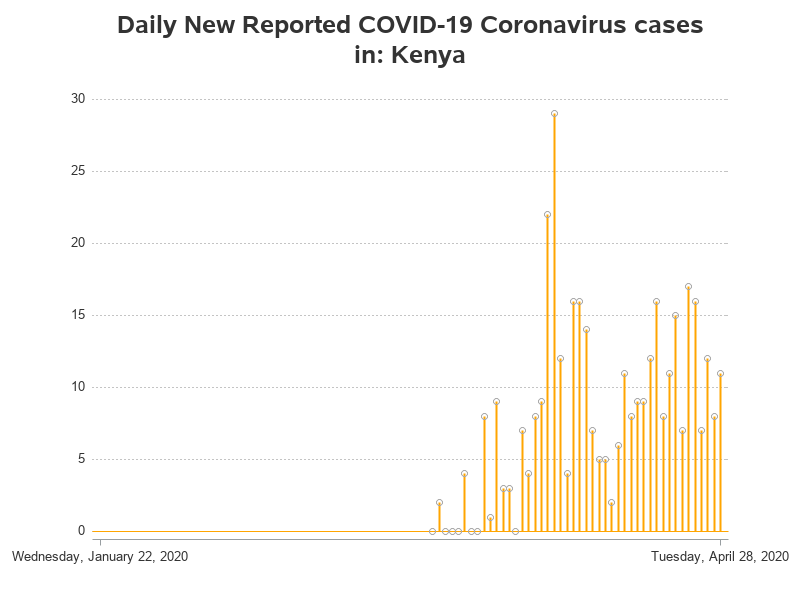 Daily New Reported COVID-19 Coronavirus cases
in: Kenya
30
25
20
15
10
5
0
Wednesday, January 22, 2020
Tuesday, April 28, 2020